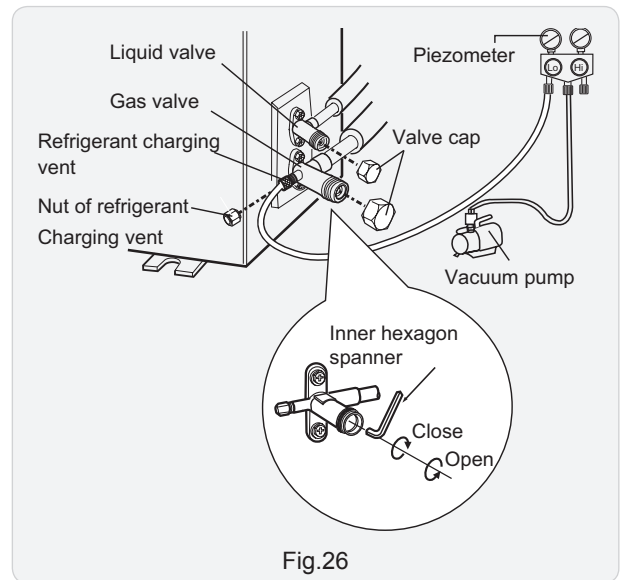 Liquid valve
Gas valve
Refrigerant charging
vent
Nut of refrigerant
Charging vent
Piezometer
Lo
Hi
Valve cap
Vacuum pump
Inner hexagon
spanner
Close
Open
Fig.26